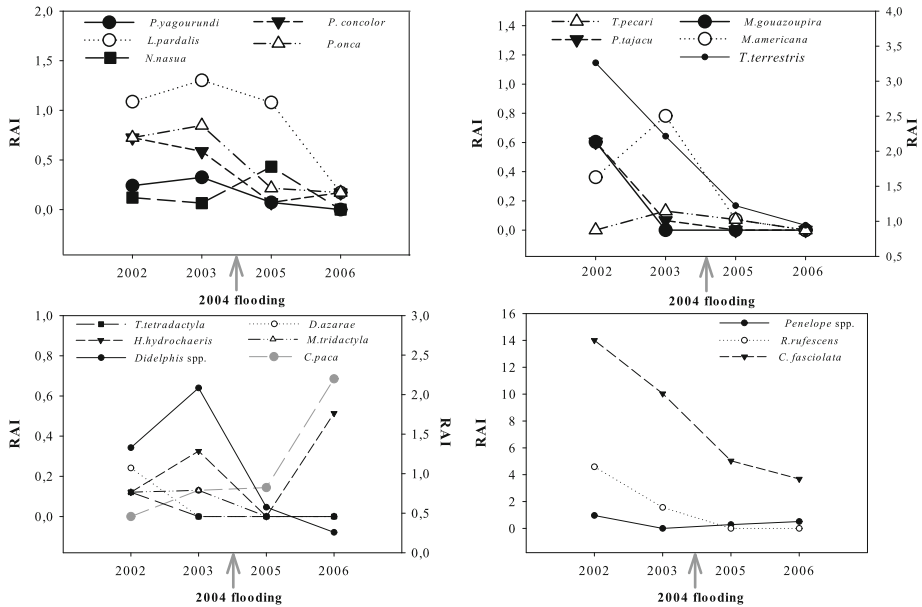 P.yagourundi
P. concolor
L.pardalis
P.onca
N.nasua
2,0
1,5
1,0
0,5
0,0
RAI
2002
2003
2005
2006
2004 flooding
T.pecari
M.gouazoupira
P.tajacu
M.americana
T.terrestris
1,4
1,2
1,0
0,8
0,6
0,4
0,2
0,0
RAI
4,0
3,5
3,0
2,5
2,0
1,5
1,0
0,5
RAI
2002
2003
2005
2006
2004 flooding
T.tetradactyla
D.azarae
H.hydrochaeris
M.tridactyla
Didelphis spp.
C.paca
1,0
0,8
0,6
0,4
0,2
0,0
RAI
3,0
2,5
2,0
1,5
1,0
0,5
0,0
RAI
2002
2003
2005
2006
2004 flooding
Penelope spp.
R.rufescens
C. fasciolata
16
14
12
10
8
6
4
2
0
RAI
2002
2003
2005
2006
2004 flooding